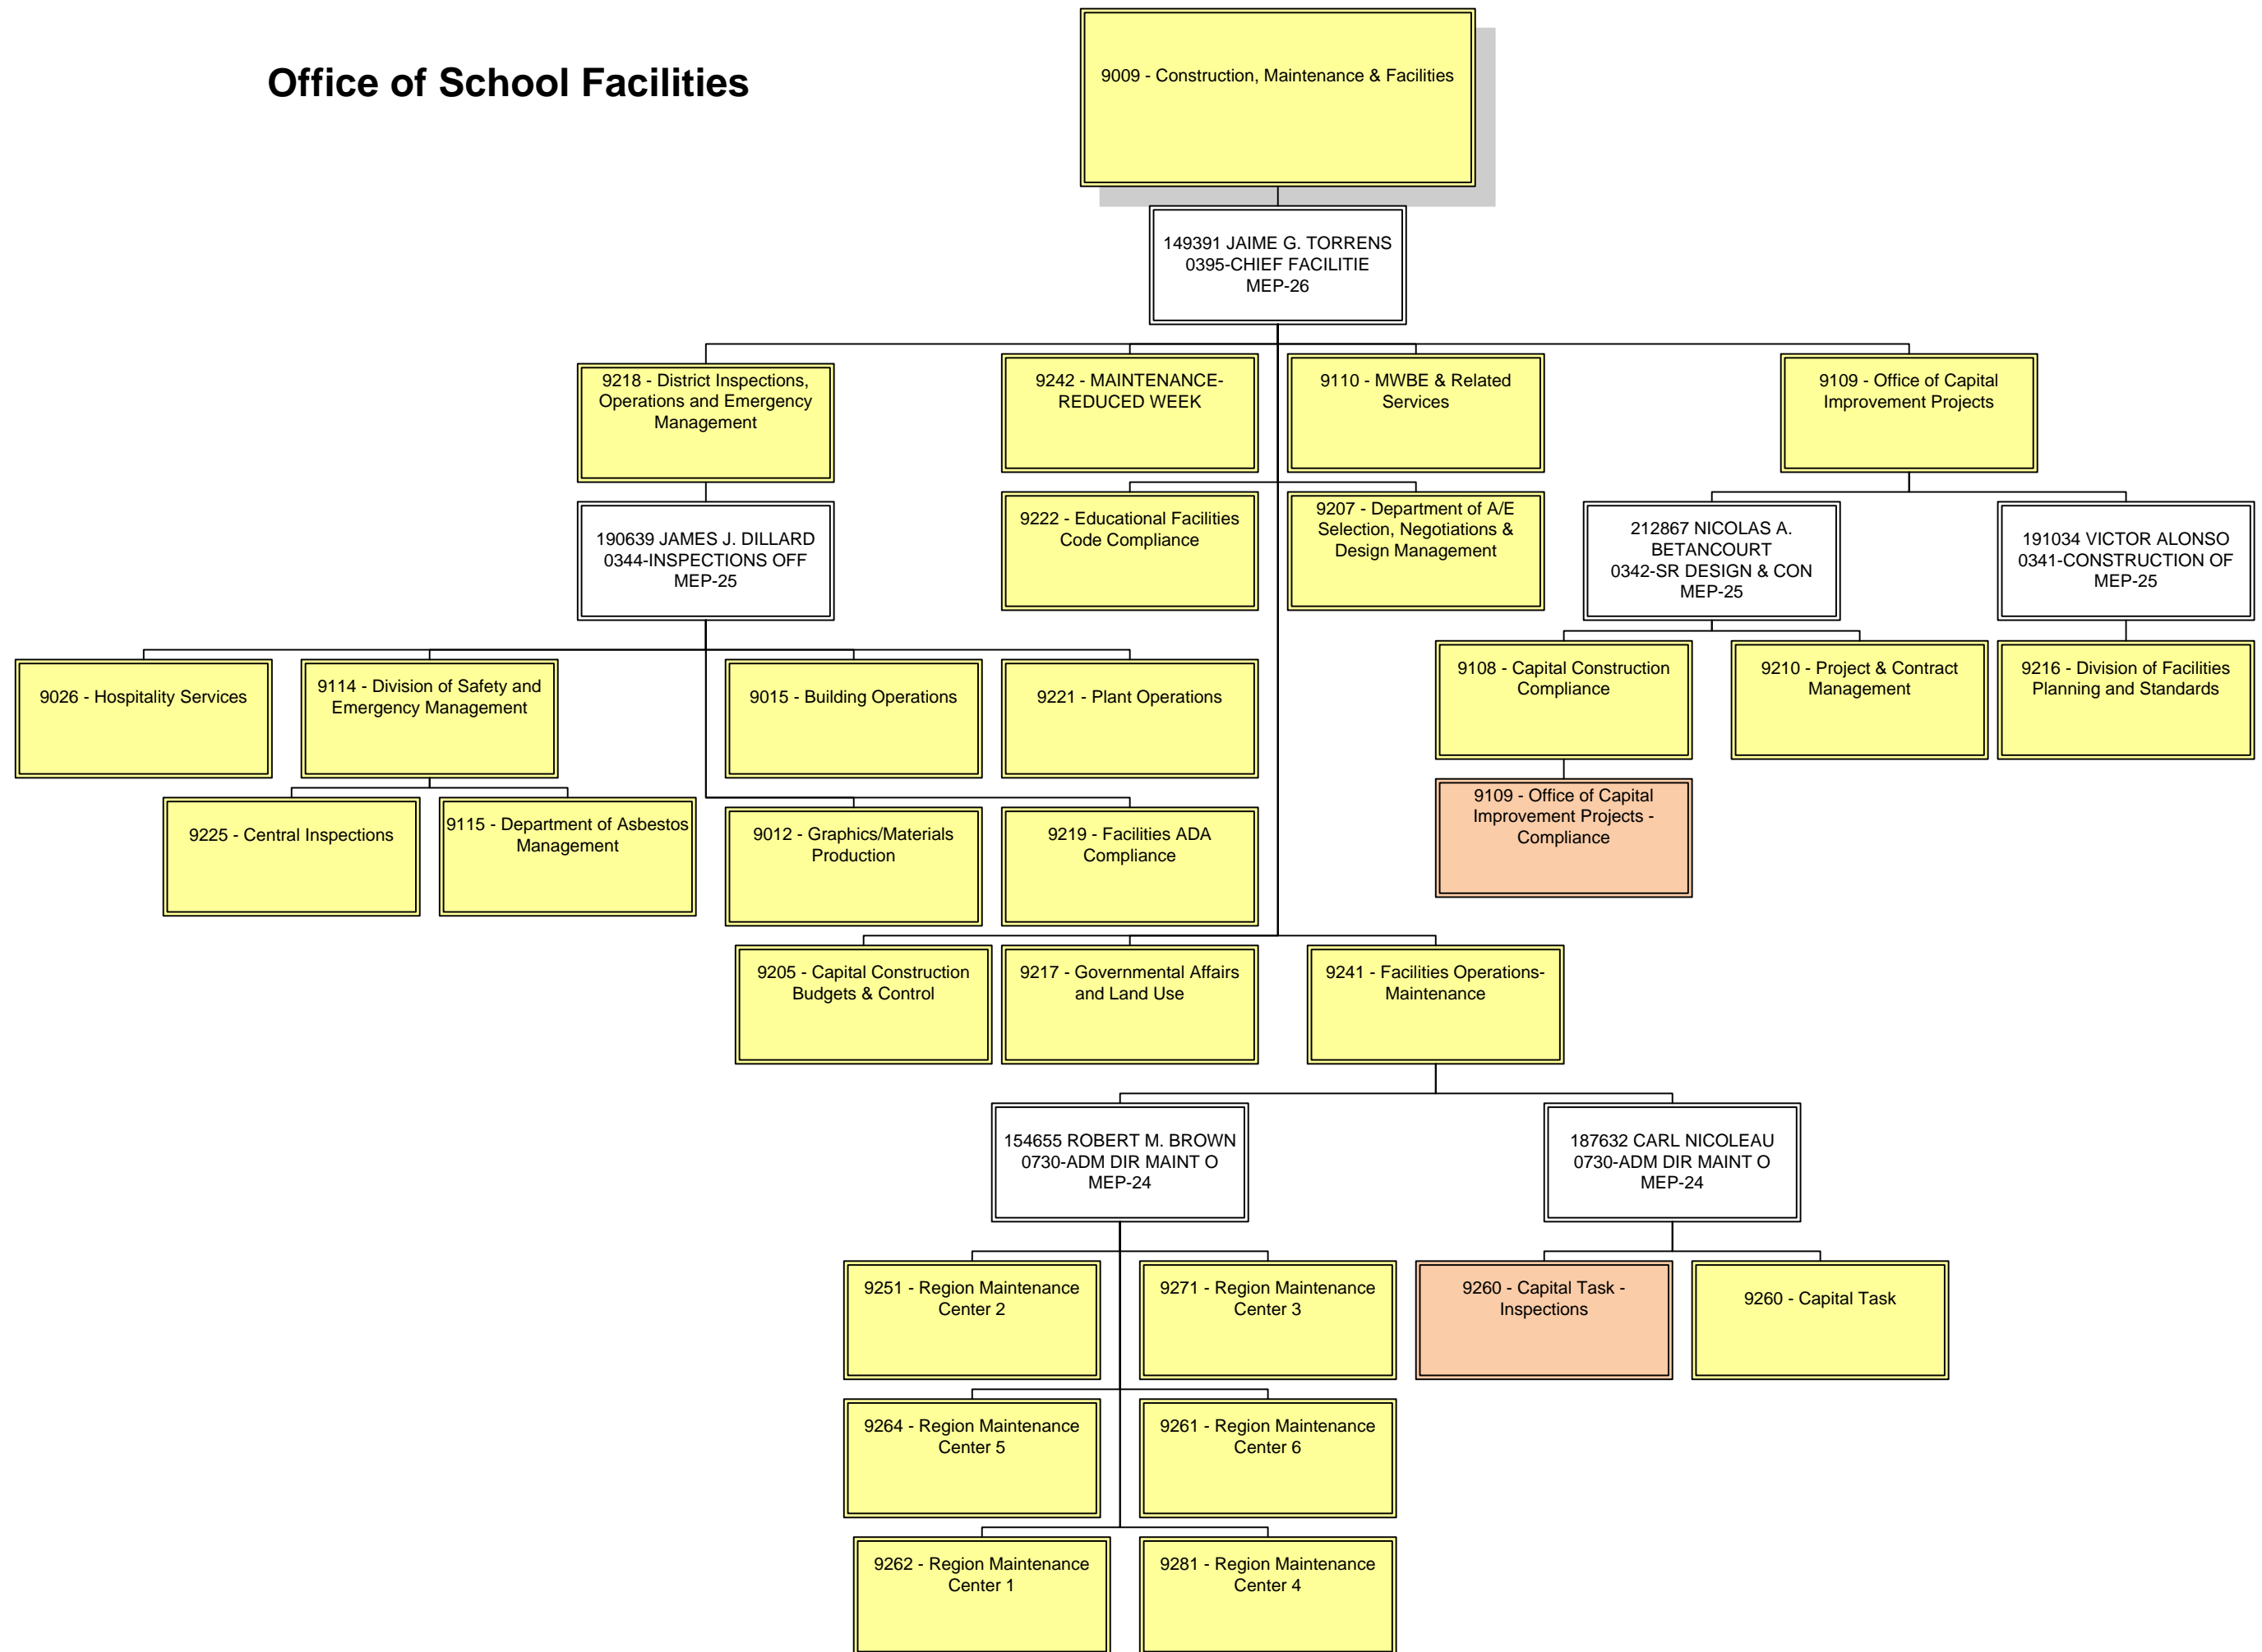 Office of School Facilities
9009 - Construction, Maintenance & Facilities
149391 JAIME G. TORRENS
0395-CHIEF FACILITIE
MEP-26
9218 - District Inspections,
Operations and Emergency
Management
9242 - MAINTENANCE-
REDUCED WEEK
9110 - MWBE & Related
Services
9109 - Office of Capital
Improvement Projects
190639 JAMES J. DILLARD
0344-INSPECTIONS OFF
MEP-25
9222 - Educational Facilities
Code Compliance
9207 - Department of A/E
Selection, Negotiations &
Design Management
212867 NICOLAS A.
BETANCOURT
0342-SR DESIGN & CON
MEP-25
191034 VICTOR ALONSO
0341-CONSTRUCTION OF
MEP-25
9026 - Hospitality Services
9114 - Division of Safety and
Emergency Management
9015 - Building Operations
9221 - Plant Operations
9108 - Capital Construction
Compliance
9210 - Project & Contract
Management
9216 - Division of Facilities
Planning and Standards
9225 - Central Inspections
9115 - Department of Asbestos
Management
9012 - Graphics/Materials
Production
9219 - Facilities ADA
Compliance
9109 - Office of Capital
Improvement Projects -
Compliance
9205 - Capital Construction
Budgets & Control
9217 - Governmental Affairs
and Land Use
9241 - Facilities Operations-
Maintenance
154655 ROBERT M. BROWN
0730-ADM DIR MAINT O
MEP-24
187632 CARL NICOLEAU
0730-ADM DIR MAINT O
MEP-24
9251 - Region Maintenance
Center 2
9271 - Region Maintenance
Center 3
9260 - Capital Task -
Inspections
9260 - Capital Task
9264 - Region Maintenance
Center 5
9261 - Region Maintenance
Center 6
9262 - Region Maintenance
Center 1
9281 - Region Maintenance
Center 4